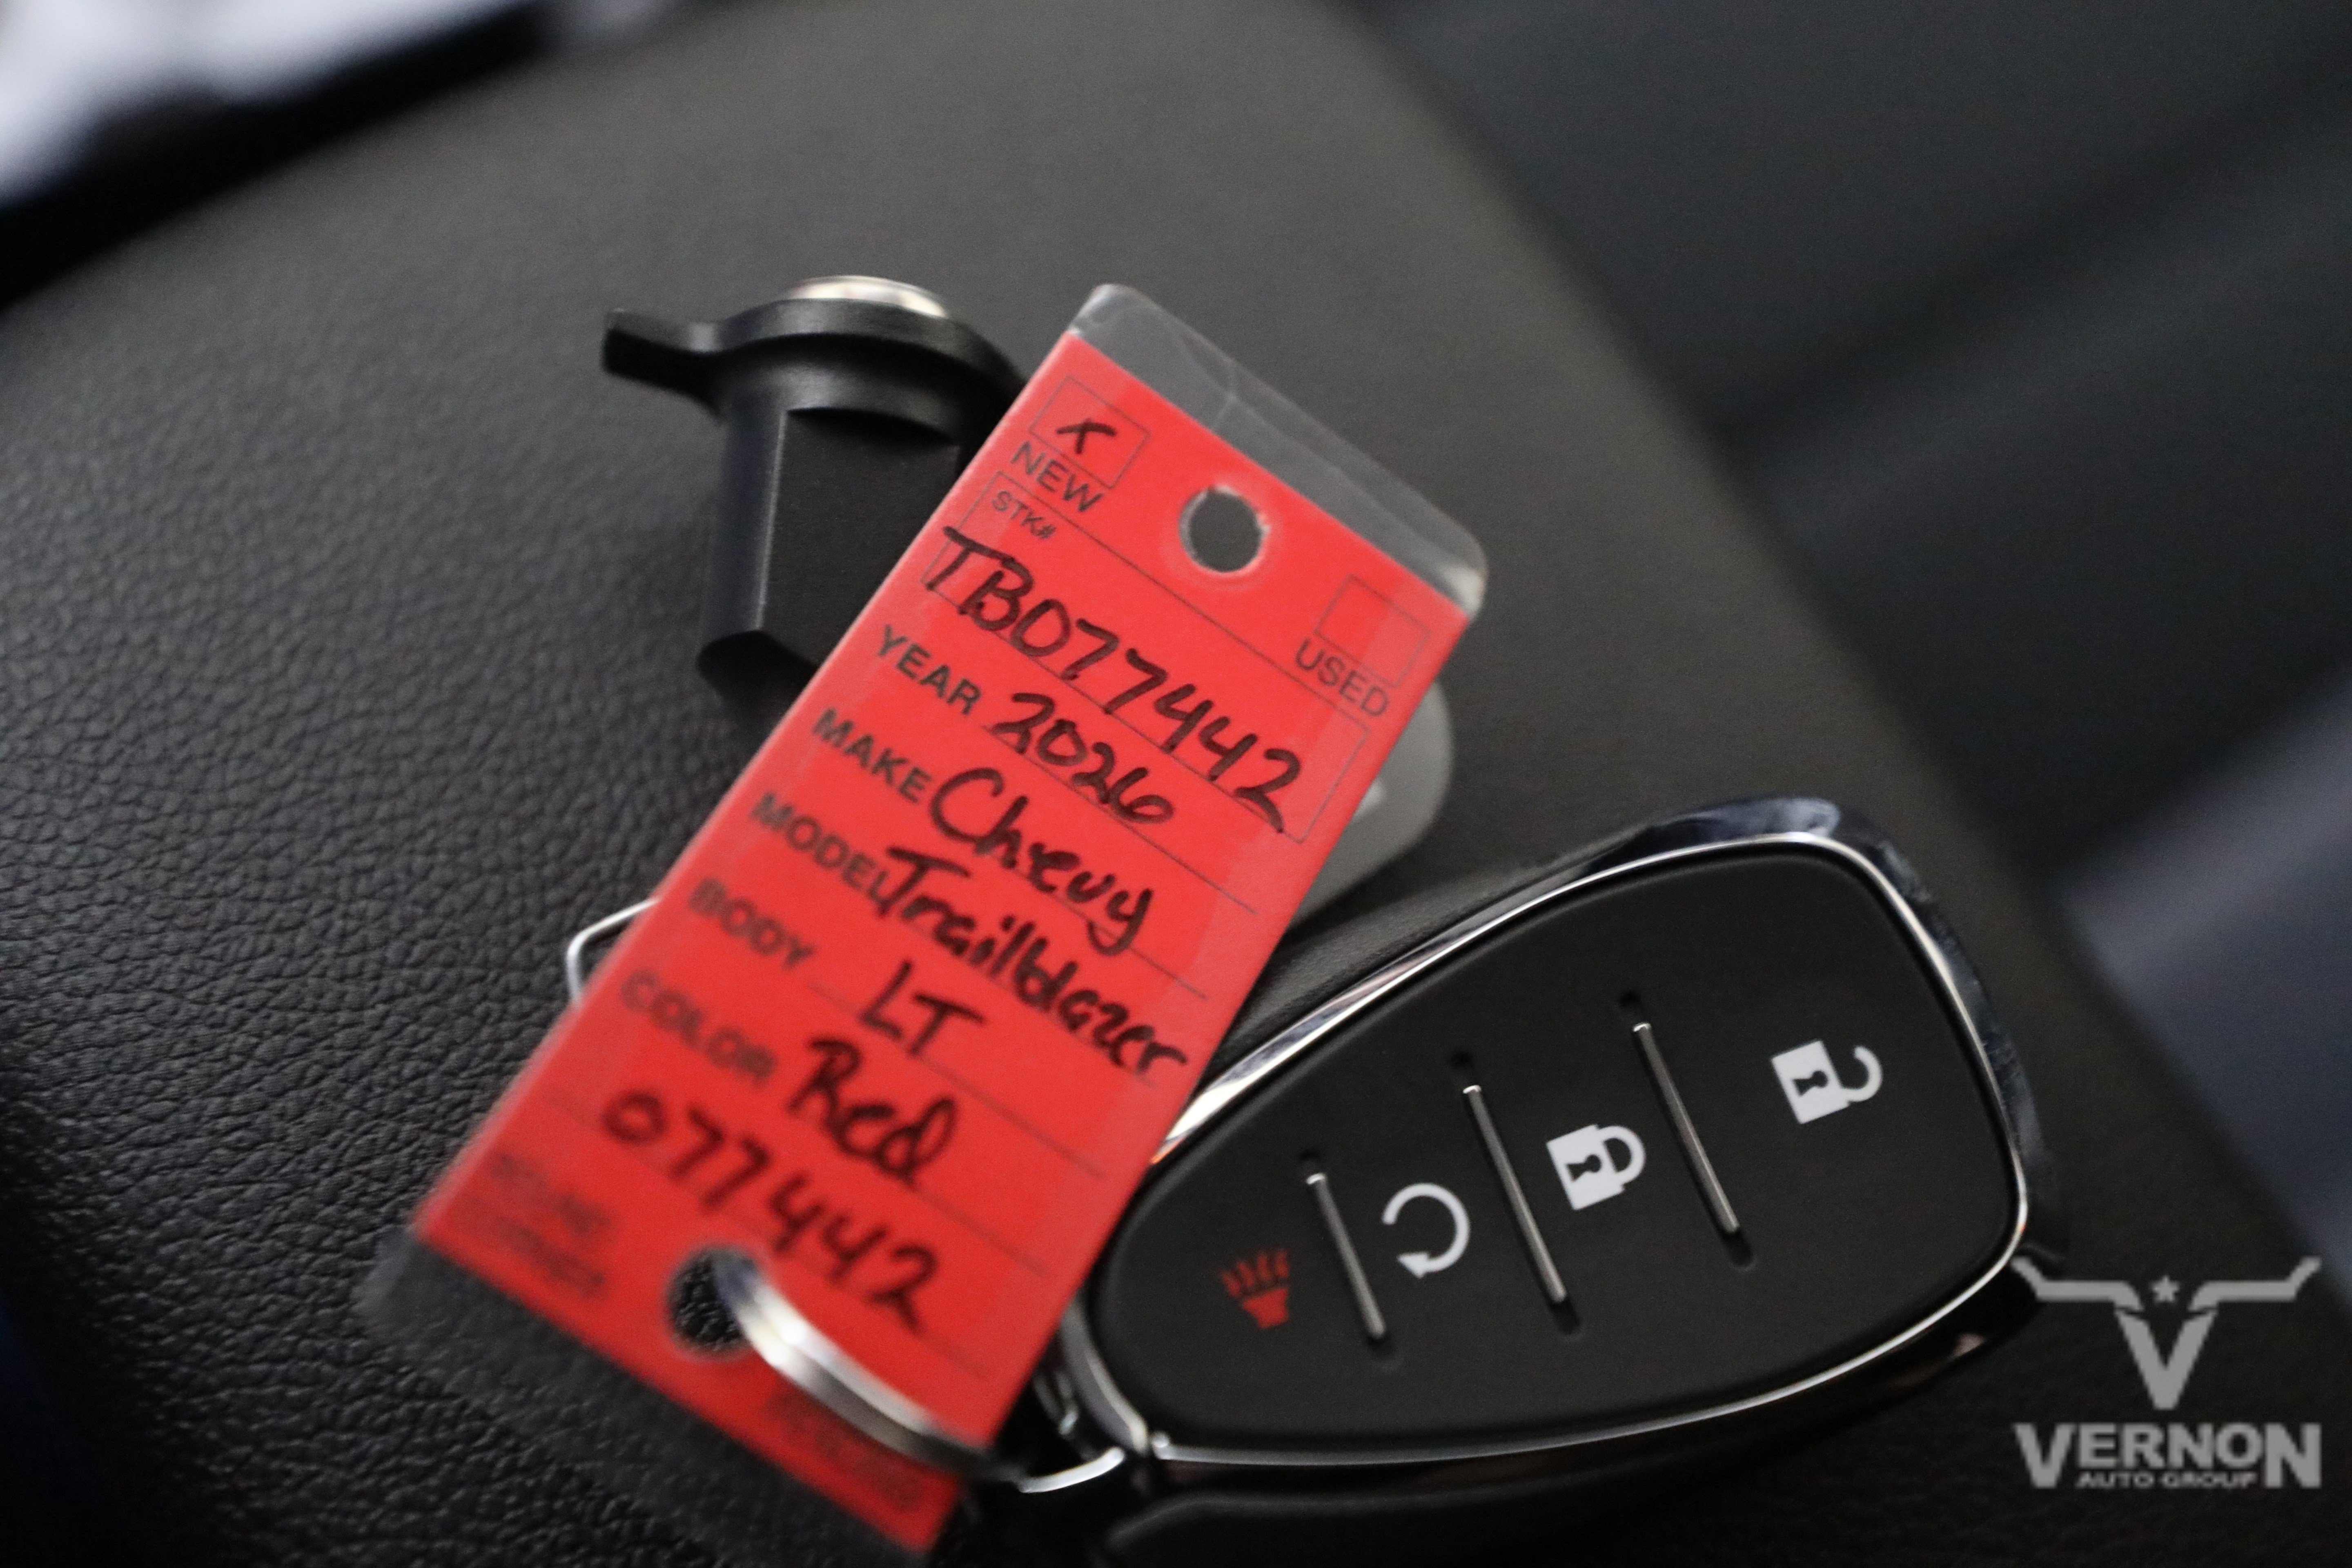 x
NEW
USED
STK#
TB077442
YEAR 2026
MAKE Chevy
MODEL Trailblazer
BODY LT
COLOR Red
077442
VERNON
AUTO GROUP